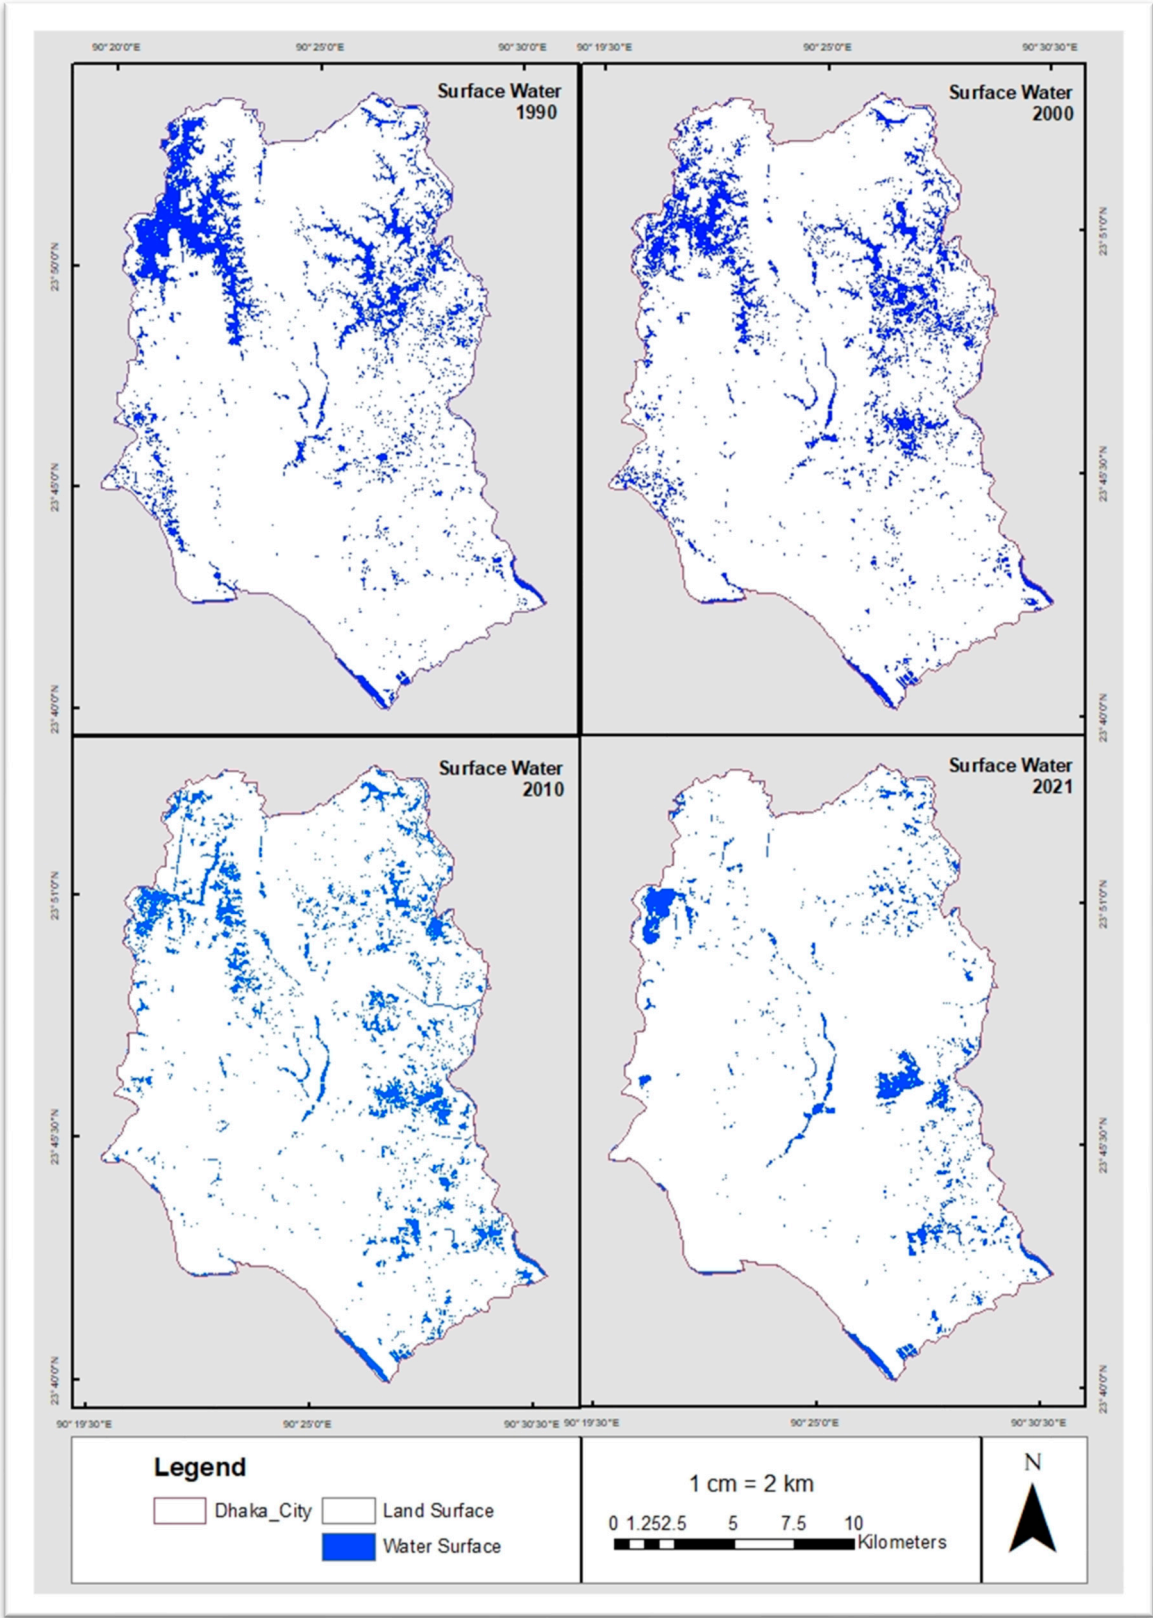 90° 20'0"E 90° 25'0"E 90° 30'0"E 90° 19'30"E 90° 25'0"E 90° 30'30"E
Surface Water
1990
Surface Water
2000
23° 50'0"N
23° 45'0"N
23° 40'0"N
23° 51'0"N
23° 45'30"N
23° 40'0"N
Surface Water
2010
Surface Water
2021
23° 51'0"N
23° 45'30"N
23° 40'0"N
23° 51'0"N
23° 45'30"N
23° 40'0"N
90° 19'30"E 90° 25'0"E 90° 30'30"E 90° 19'30"E 90° 25'0"E 90° 30'30"E
Legend
Dhaka_City Land Surface
Water Surface
1 cm = 2 km
0 1.252.5 5 7.5 10
Kilometers
N